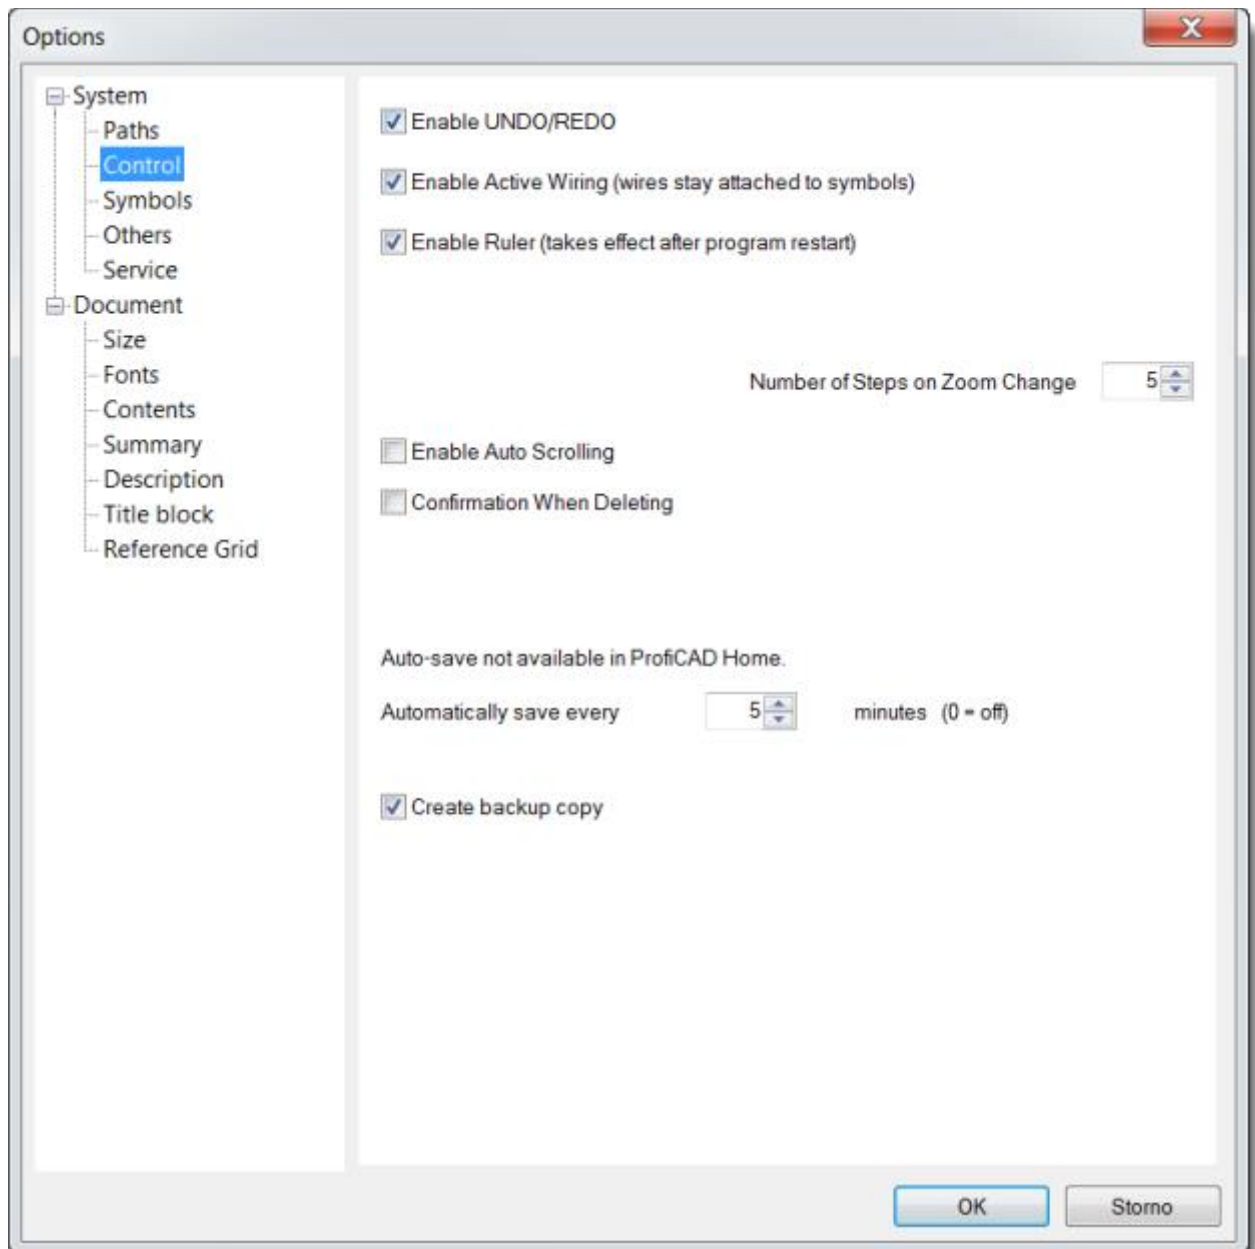 Options
System
Paths
Control
Symbols
Others
Service
Document
Size
Fonts
Contents
Summary
Description
Title block
Reference Grid
Enable UNDO/REDO
Enable Active Wiring (wires stay attached to symbols)
Enable Ruler (takes effect after program restart)
Number of Steps on Zoom Change 5
Enable Auto Scrolling
Confirmation When Deleting
Auto-save not available in ProfiCAD Home.
Automatically save every 5 minutes (0 = off)
Create backup copy
OK Storno